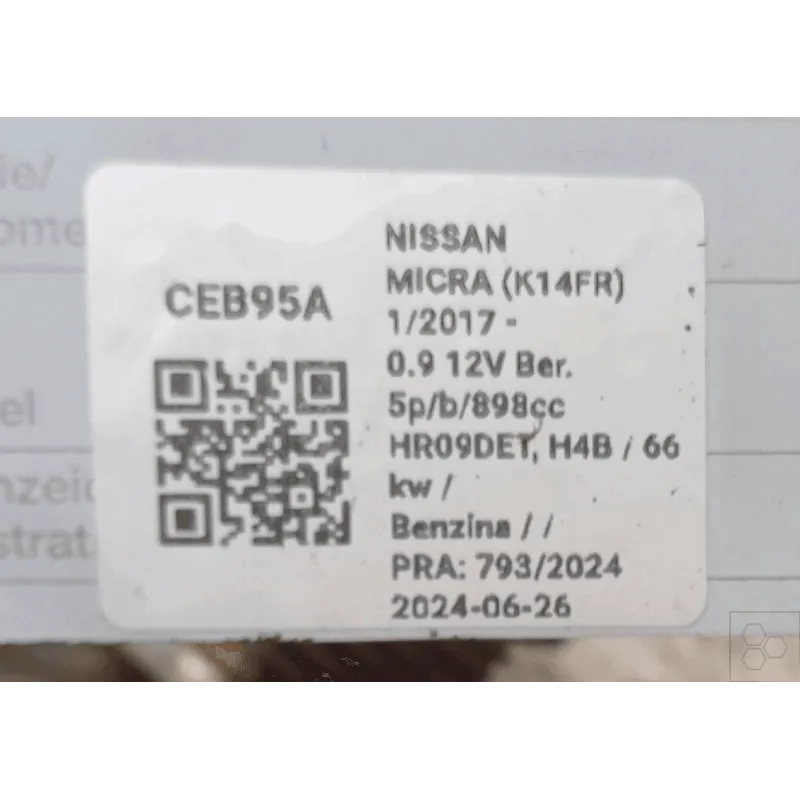 CEB95A
NISSAN
MICRA (K14FR)
1/2017 -
0.9 12V Ber.
5p/b/898cc
HR09DET, H4B / 66
kw /
Benzina / /
PRA: 793/2024
2024-06-26